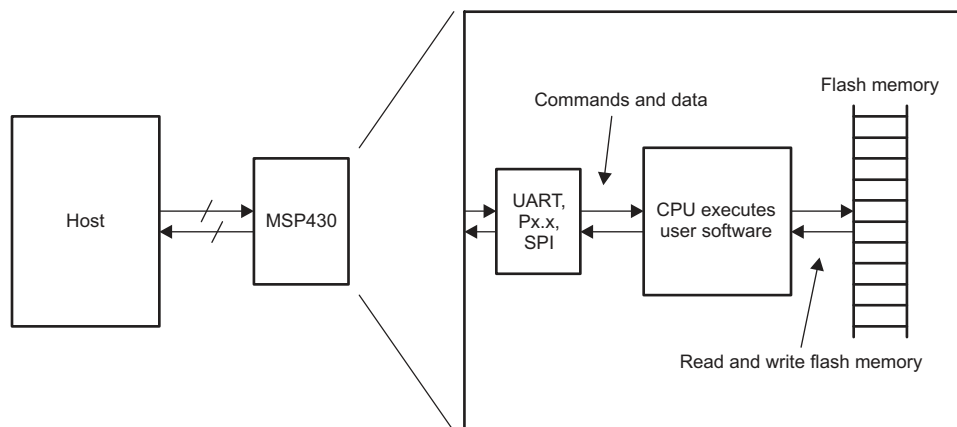 Host
MSP430
Commands and data
Flash memory
UART,
Px.x,
SPI
CPU executes
user software
Read and write flash memory